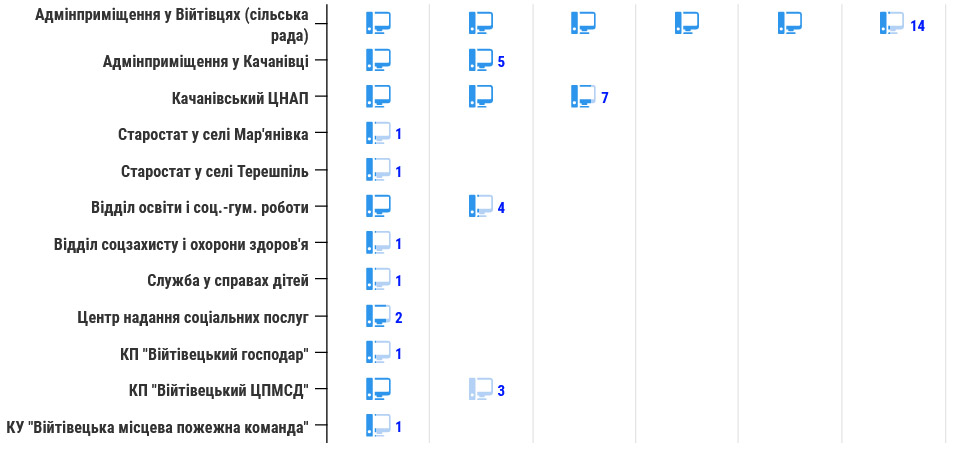 Адмінприміщення у Війтівцях (сільська
рада)
14
Адмінприміщення у Качанівці
5
Качанівський ЦНАП
7
Старостат у селі Мар'янівка
1
Старостат у селі Терешпіль
1
Відділ освіти і соц.-гум. роботи
4
Відділ соцзахисту і охорони здоров'я
1
Служба у справах дітей
1
Центр надання соціальних послуг
2
КП "Війтівецький господар"
1
КП "Війтівецький ЦПМСД"
3
КУ "Війтівецька місцева пожежна команда"
1